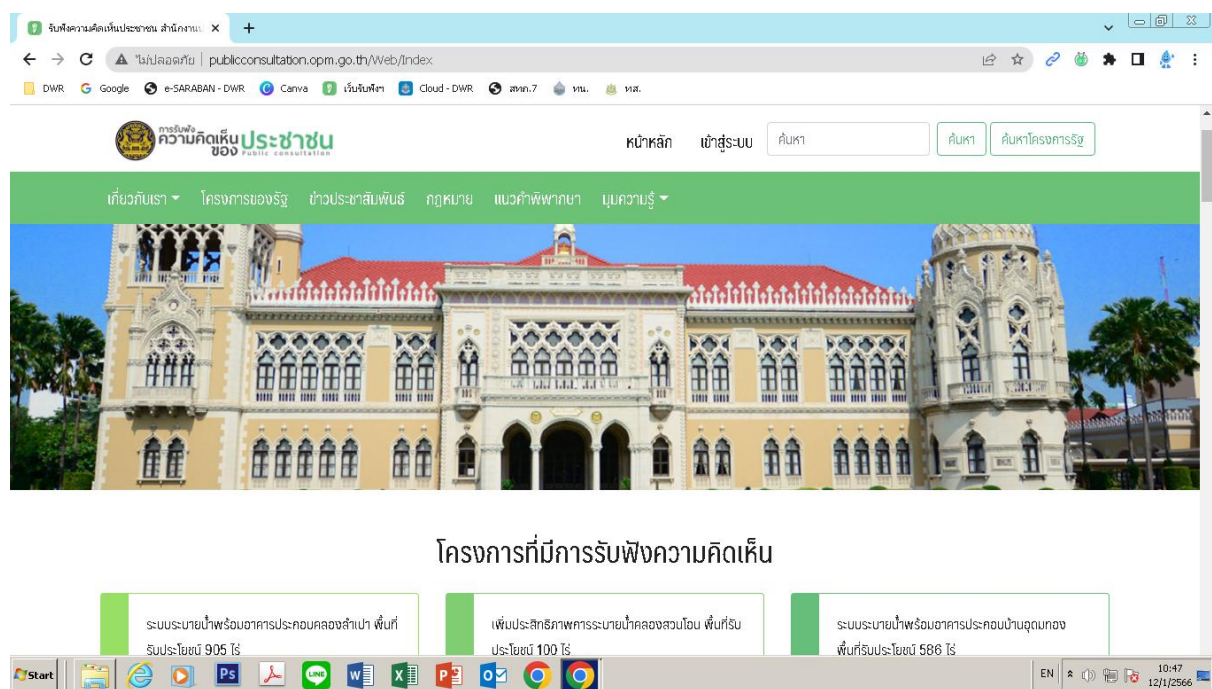 รับฟังความคิดเห็นประชาชน สำนักงานป
ไม่ปลอดภัย | publicconsultation.opm.go.th/Web/Index
DWR Google e-SARABAN - DWR Canva เว็บรับฟังฯ Cloud - DWR สทภ.7 ทน. ทส.
การรับฟัง
ความคิดเห็น
ของ ประชาชน
Public consultation
หน้าหลัก เข้าสู่ระบบ ค้นหา ค้นหา ค้นหาโครงการรัฐ
เกี่ยวกับเรา โครงการของรัฐ ข่าวประชาสัมพันธ์ กฎหมาย แนวคำพิพากษา มุมความรู้
โครงการที่มีการรับฟังความคิดเห็น
ระบบระบายน้ำพร้อมอาคารประกอบคลองลำเปา พื้นที่
รับประโยชน์ 905 ไร่
เพิ่มประสิทธิภาพการระบายน้ำคลองสวนโอน พื้นที่รับ
ประโยชน์ 100 ไร่
ระบบระบายน้ำพร้อมอาคารประกอบบ้านอุดมทอง
พื้นที่รับประโยชน์ 586 ไร่
Start Ps LINE W X P EN 10:47
12/1/2566